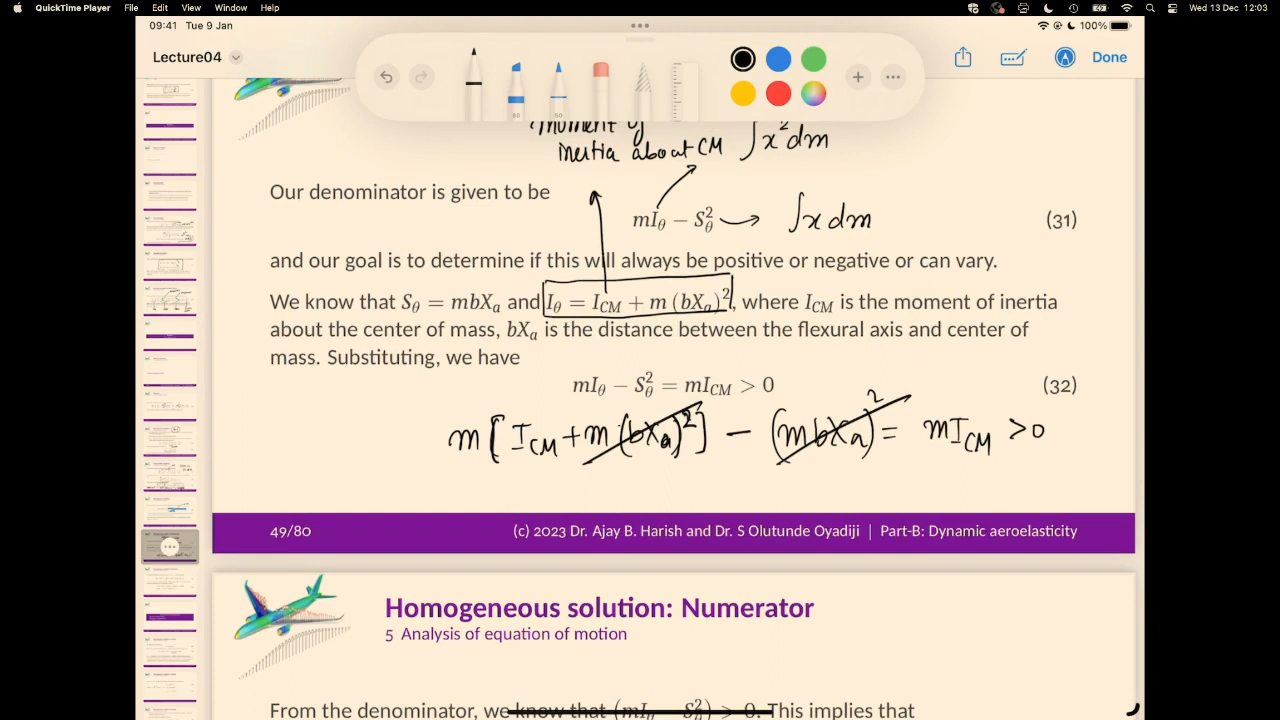 QuickTime Player File Edit View Window Help Wed 13 Dec 12:03
09:41 Tue 9 Jan 100%
Lecture04 Done
88 50
Moment of
inertia about CM ∫x²dm
Our denominator is given to be
mI_θ − S_θ² → ∫x dm (31)
and our goal is to determine if this will always be positive or negative or can vary.
We know that S_θ = mbX_a and I_θ = I_CM + m (bX_a)², where I_CM is the moment of inertia
about the center of mass, bX_a is the distance between the flexural axis and center of
mass. Substituting, we have
mI_θ − S_θ² = mI_CM > 0 (32)
m [ I_CM + m (bX_a)² ] − (mbX_a)² = mI_CM > 0
49/80 (c) 2023 Dr. Ajay B. Harish and Dr. S Olutunde Oyadiji | Part-B: Dynamic aeroelasticity
Homogeneous solution: Numerator
5 Analysis of equation of motion
From the denominator, we know that (mI_θ − S_θ²) > 0. This implies that